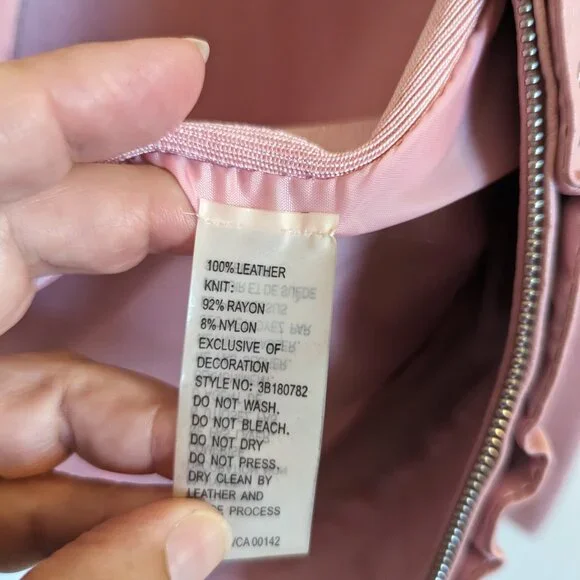 100% LEATHER
KNIT:
92% RAYON
8% NYLON
EXCLUSIVE OF
DECORATION
STYLE NO: 3B180782
DO NOT WASH.
DO NOT BLEACH.
DO NOT DRY
DO NOT PRESS.
DRY CLEAN BY
LEATHER AND
PROCESS
/CA 00142